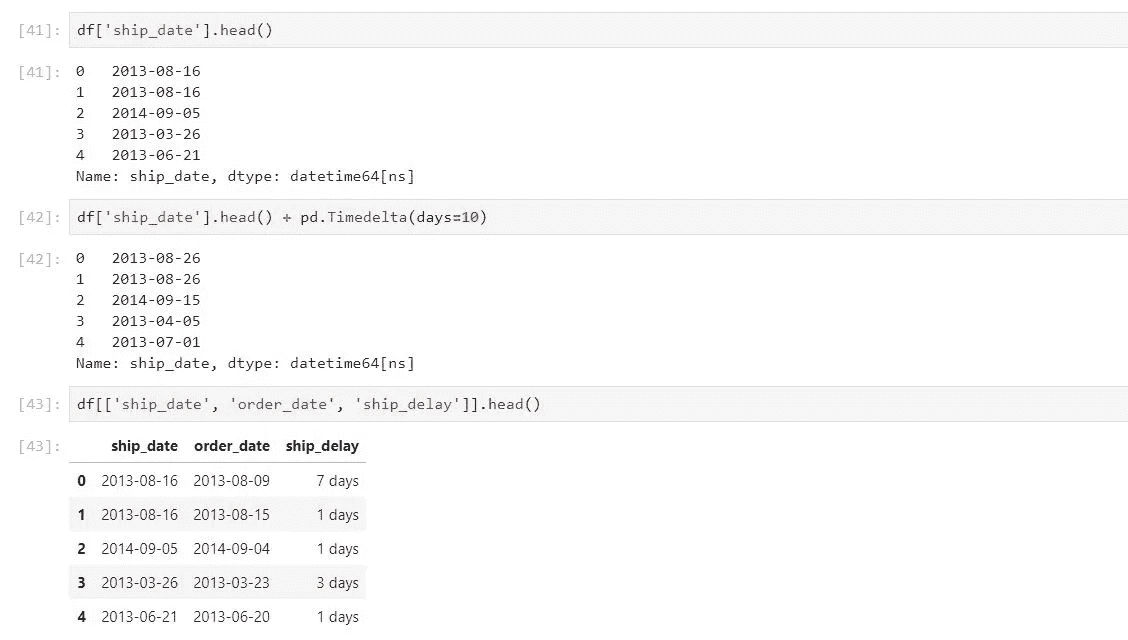 [41]: df['ship_date'].head()
[41]: 0 2013-08-16
1 2013-08-16
2 2014-09-05
3 2013-03-26
4 2013-06-21
Name: ship_date, dtype: datetime64[ns]
[42]: df['ship_date'].head() + pd.Timedelta(days=10)
[42]: 0 2013-08-26
1 2013-08-26
2 2014-09-15
3 2013-04-05
4 2013-07-01
Name: ship_date, dtype: datetime64[ns]
[43]: df[['ship_date', 'order_date', 'ship_delay']].head()
[43]: ship_date order_date ship_delay
0 2013-08-16 2013-08-09 7 days
1 2013-08-16 2013-08-15 1 days
2 2014-09-05 2014-09-04 1 days
3 2013-03-26 2013-03-23 3 days
4 2013-06-21 2013-06-20 1 days